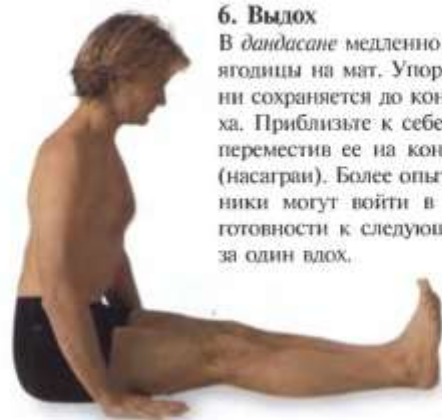 6. Выдох
В дандасане медленно
ягодицы на мат. Упор
ни сохраняется до кон
ха. Приблизьте к себе
переместив ее на кон
(насаграи). Более опыт
ники могут войти в
готовности к следующ
за один вдох.